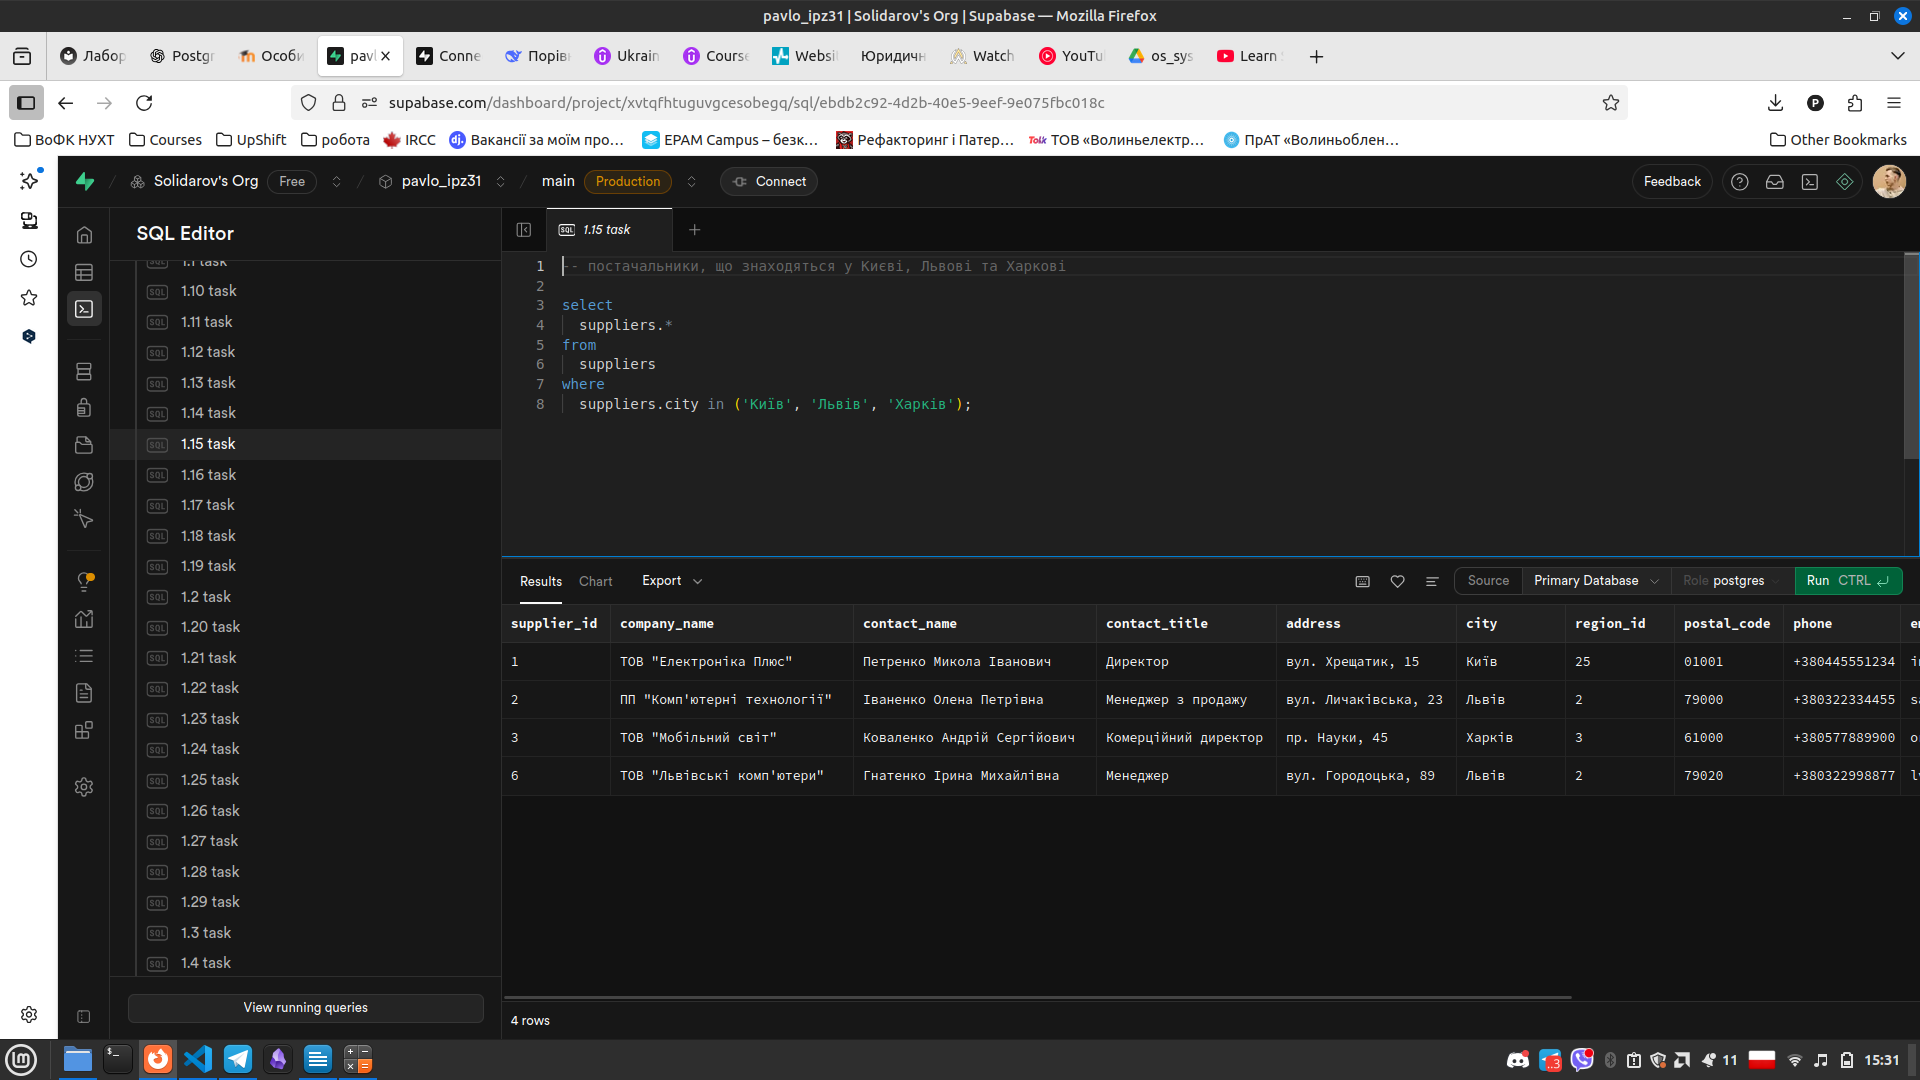 pavlo_ipz31 | Solidarov's Org | Supabase — Mozilla Firefox
Лабор
Postgr
Особи
pavl
Conne
Порів
Ukrain
Course
Websi
Юридичн
Watch
YouTu
os_sys
Learn
supabase.com/dashboard/project/xvtqfhtuguvgcesobegq/sql/ebdb2c92-4d2b-40e5-9eef-9e075fbc018c
ВоФК НУХТ
Courses
UpShift
робота
IRCC
Вакансії за моїм про…
EPAM Campus – безк…
Рефакторинг і Патер…
ТОВ «Волиньелектр…
ПрАТ «Волиньоблен…
Other Bookmarks
Solidarov's Org Free
pavlo_ipz31
main Production
Connect
Feedback
SQL Editor
1.1 task
1.10 task
1.11 task
1.12 task
1.13 task
1.14 task
1.15 task
1.16 task
1.17 task
1.18 task
1.19 task
1.2 task
1.20 task
1.21 task
1.22 task
1.23 task
1.24 task
1.25 task
1.26 task
1.27 task
1.28 task
1.29 task
1.3 task
1.4 task
View running queries
SQL 1.15 task
1 -- постачальники, що знаходяться у Києві, Львові та Харкові
2
3 select
4 suppliers.*
5 from
6 suppliers
7 where
8 suppliers.city in ('Київ', 'Львів', 'Харків');
Results Chart Export
Source Primary Database Role postgres Run CTRL
supplier_id company_name contact_name contact_title address city region_id postal_code phone
1 ТОВ "Електроніка Плюс" Петренко Микола Іванович Директор вул. Хрещатик, 15 Київ 25 01001 +380445551234
2 ПП "Комп'ютерні технології" Іваненко Олена Петрівна Менеджер з продажу вул. Личаківська, 23 Львів 2 79000 +380322334455
3 ТОВ "Мобільний світ" Коваленко Андрій Сергійович Комерційний директор пр. Науки, 45 Харків 3 61000 +380577889900
6 ТОВ "Львівські комп'ютери" Гнатенко Ірина Михайлівна Менеджер вул. Городоцька, 89 Львів 2 79020 +380322998877
4 rows
11
15:31